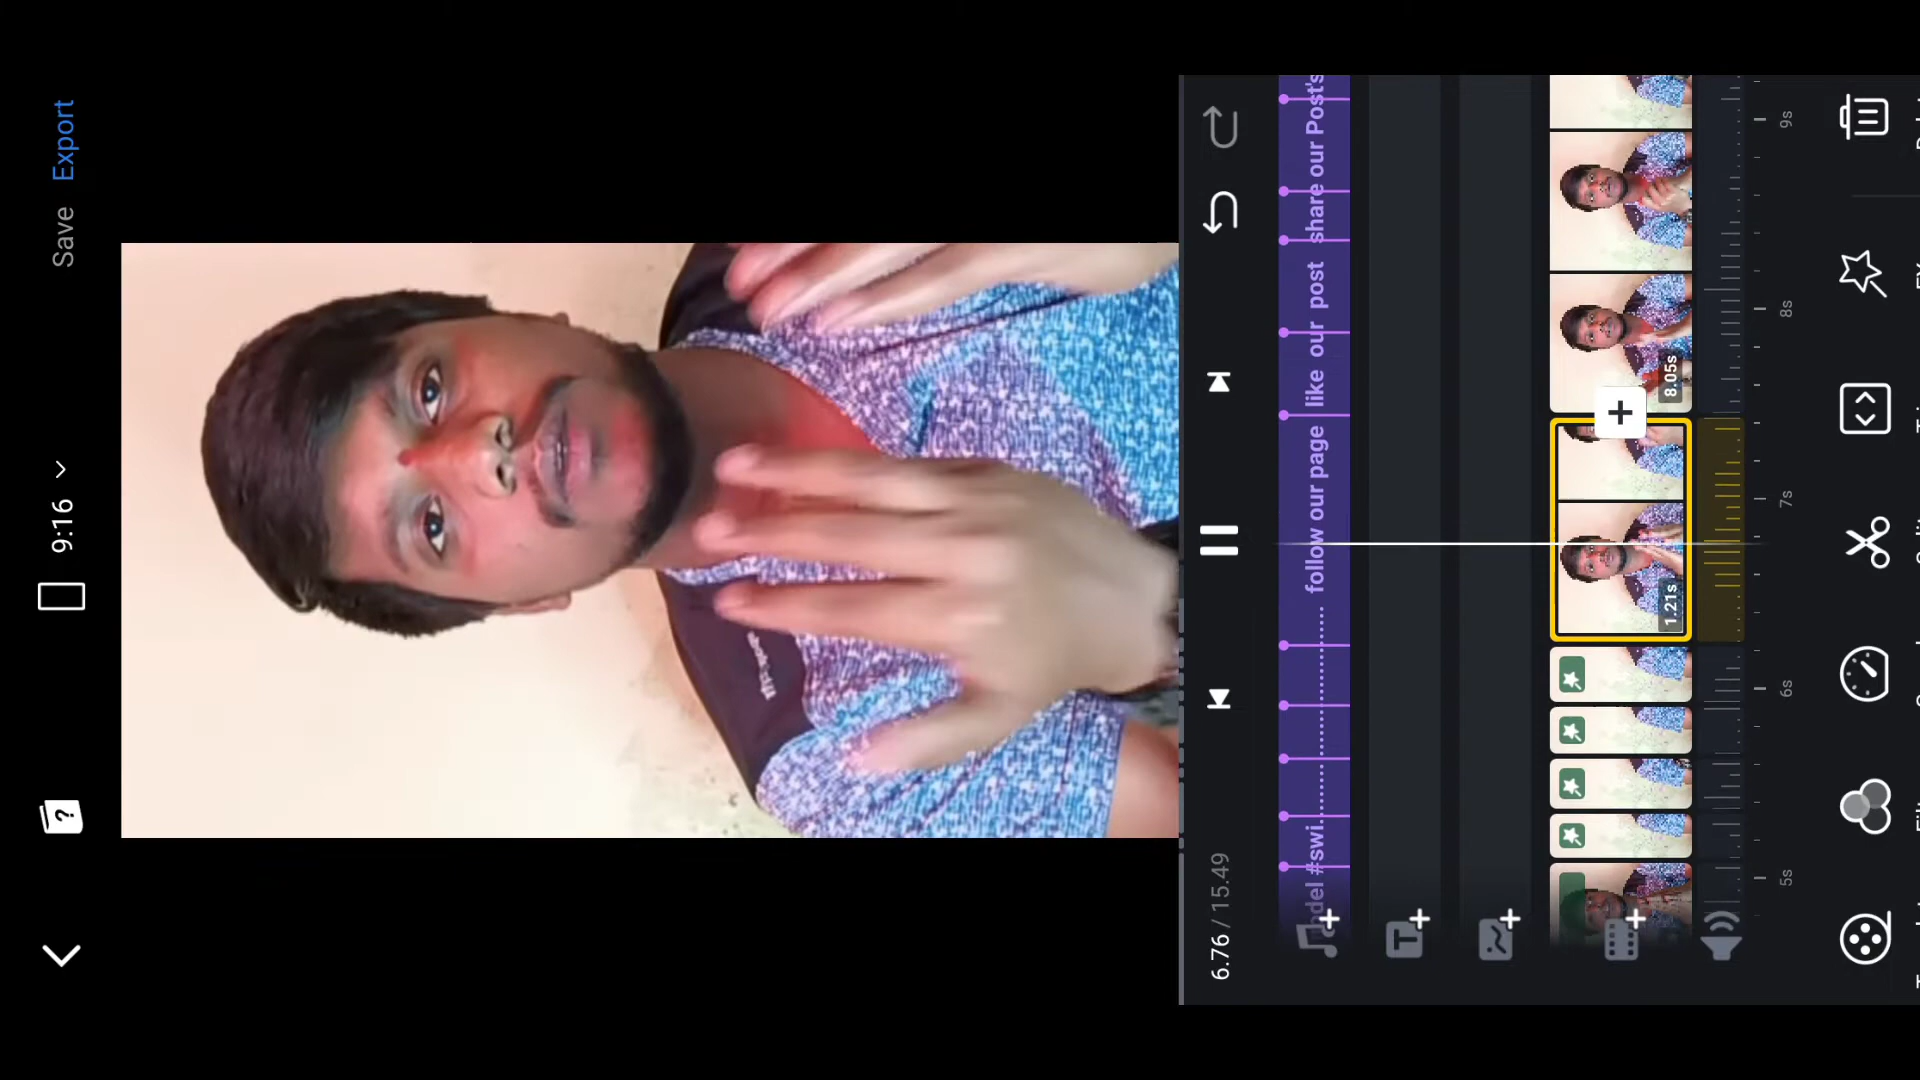 9:16
Save
Export
6.76 / 15.49
#swi.............................. follow our page like our post share our Post's
1.21s
8.05s
5s
6s
7s
8s
9s
?
T